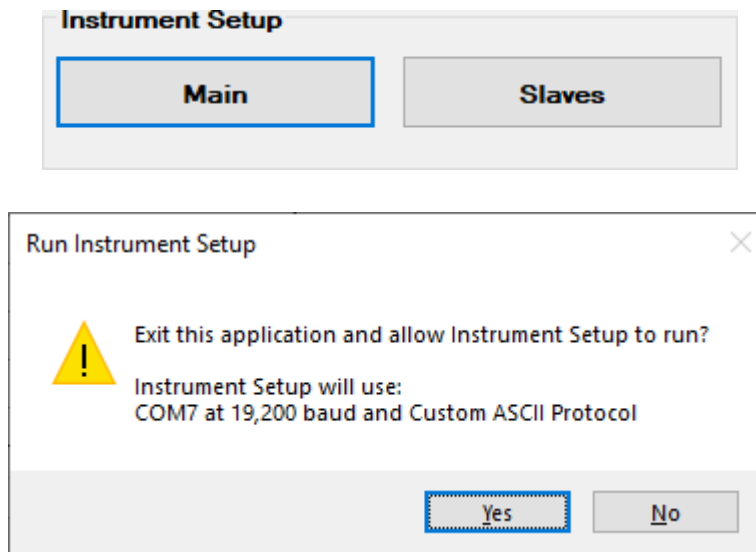 Instrument Setup
Main
Slaves
Run Instrument Setup
Exit this application and allow Instrument Setup to run?
Instrument Setup will use:
COM7 at 19,200 baud and Custom ASCII Protocol
Yes
No